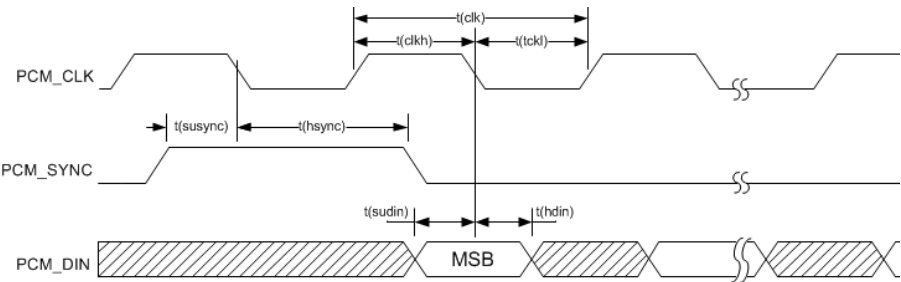 t(clk)
t(clkh) t(tckl)
PCM_CLK
t(susync) t(hsync)
PCM_SYNC
t(sudin) t(hdin)
PCM_DIN MSB